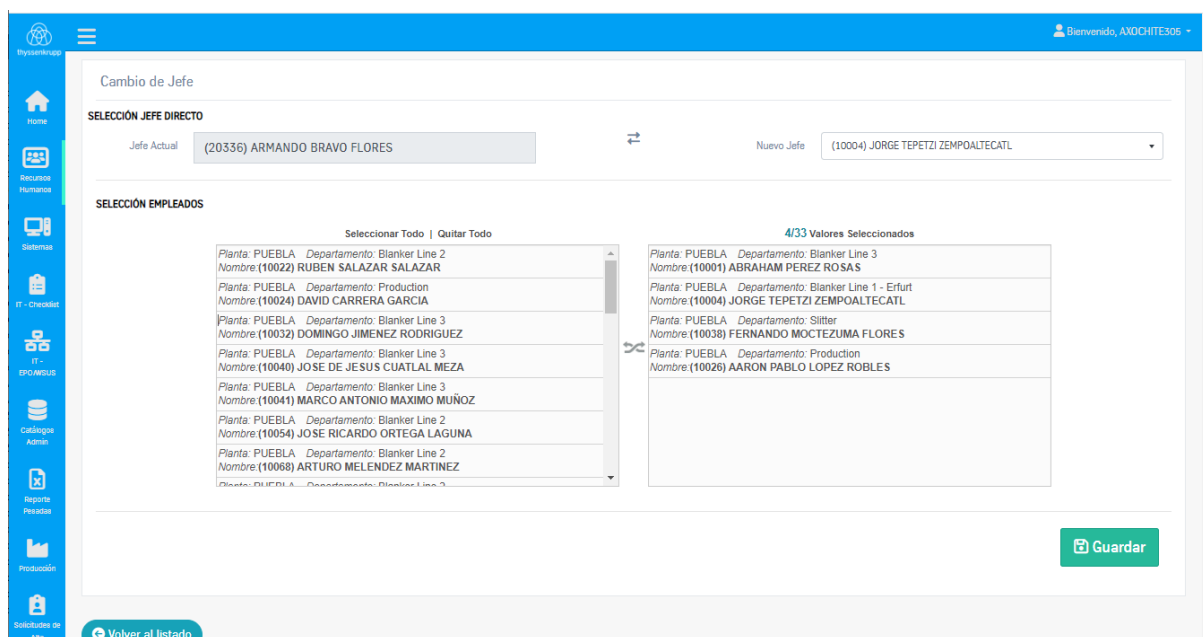 thyssenkrupp
Bienvenido, AXOCHITE305
Home
Recursos
Humanos
Sistemas
IT - Checklist
IT -
EPO/WSUS
Catálogos
Admin
Reporte
Pesadas
Producción
Solicitudes de
Cambio de Jefe
SELECCIÓN JEFE DIRECTO
Jefe Actual (20336) ARMANDO BRAVO FLORES Nuevo Jefe (10004) JORGE TEPETZI ZEMPOALTECATL
SELECCIÓN EMPLEADOS
Seleccionar Todo | Quitar Todo
Planta: PUEBLA Departamento: Blanker Line 2
Nombre:(10022) RUBEN SALAZAR SALAZAR
Planta: PUEBLA Departamento: Production
Nombre:(10024) DAVID CARRERA GARCIA
Planta: PUEBLA Departamento: Blanker Line 3
Nombre:(10032) DOMINGO JIMENEZ RODRIGUEZ
Planta: PUEBLA Departamento: Blanker Line 3
Nombre:(10040) JOSE DE JESUS CUATLAL MEZA
Planta: PUEBLA Departamento: Blanker Line 3
Nombre:(10041) MARCO ANTONIO MAXIMO MUÑOZ
Planta: PUEBLA Departamento: Blanker Line 2
Nombre:(10054) JOSE RICARDO ORTEGA LAGUNA
Planta: PUEBLA Departamento: Blanker Line 2
Nombre:(10068) ARTURO MELENDEZ MARTINEZ
Planta: PUEBLA Departamento: Blanker Line 2
4/33 Valores Seleccionados
Planta: PUEBLA Departamento: Blanker Line 3
Nombre:(10001) ABRAHAM PEREZ ROSAS
Planta: PUEBLA Departamento: Blanker Line 1 - Erfurt
Nombre:(10004) JORGE TEPETZI ZEMPOALTECATL
Planta: PUEBLA Departamento: Slitter
Nombre:(10038) FERNANDO MOCTEZUMA FLORES
Planta: PUEBLA Departamento: Production
Nombre:(10026) AARON PABLO LOPEZ ROBLES
Guardar
Volver al listado